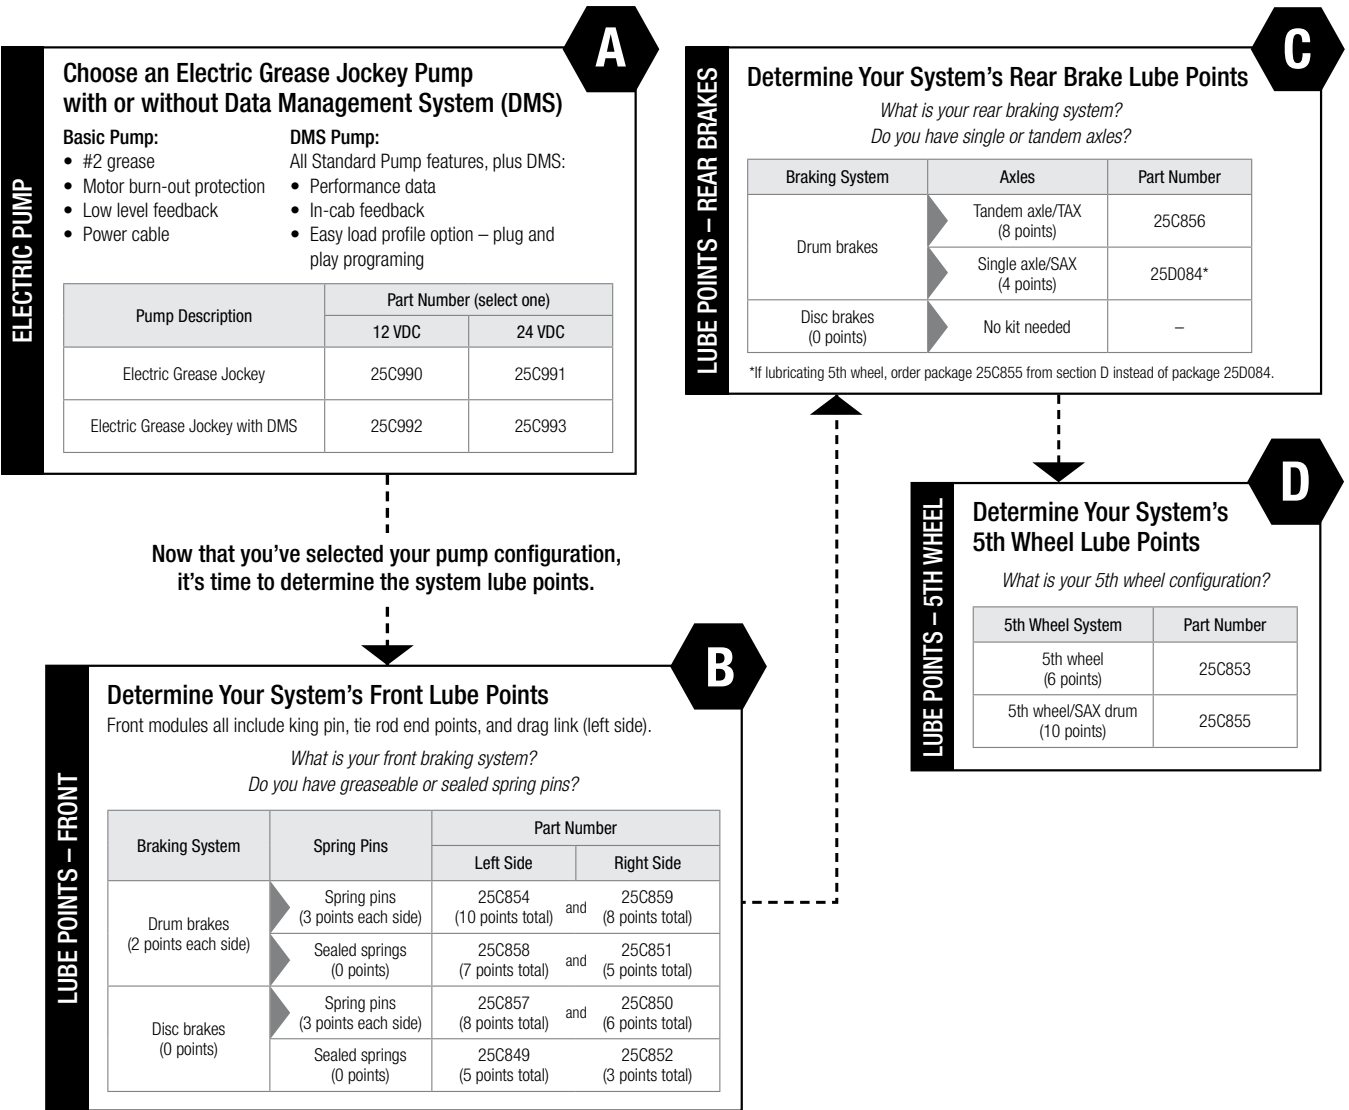 A
ELECTRIC PUMP
Choose an Electric Grease Jockey Pump
with or without Data Management System (DMS)
Basic Pump:
• #2 grease
• Motor burn-out protection
• Low level feedback
• Power cable
DMS Pump:
All Standard Pump features, plus DMS:
• Performance data
• In-cab feedback
• Easy load profile option – plug and
play programing
Pump Description
Part Number (select one)
12 VDC
24 VDC
Electric Grease Jockey
25C990
25C991
Electric Grease Jockey with DMS
25C992
25C993
Now that you've selected your pump configuration,
it's time to determine the system lube points.
B
LUBE POINTS – FRONT
Determine Your System's Front Lube Points
Front modules all include king pin, tie rod end points, and drag link (left side).
What is your front braking system?
Do you have greaseable or sealed spring pins?
Braking System
Spring Pins
Part Number
Left Side
Right Side
Drum brakes
(2 points each side)
Spring pins
(3 points each side)
25C854
(10 points total)
and
25C859
(8 points total)
Sealed springs
(0 points)
25C858
(7 points total)
and
25C851
(5 points total)
Disc brakes
(0 points)
Spring pins
(3 points each side)
25C857
(8 points total)
and
25C850
(6 points total)
Sealed springs
(0 points)
25C849
(5 points total)
25C852
(3 points total)
C
LUBE POINTS – REAR BRAKES
Determine Your System's Rear Brake Lube Points
What is your rear braking system?
Do you have single or tandem axles?
Braking System
Axles
Part Number
Drum brakes
Tandem axle/TAX
(8 points)
25C856
Single axle/SAX
(4 points)
25D084*
Disc brakes
(0 points)
No kit needed
–
*If lubricating 5th wheel, order package 25C855 from section D instead of package 25D084.
D
LUBE POINTS – 5TH WHEEL
Determine Your System's
5th Wheel Lube Points
What is your 5th wheel configuration?
5th Wheel System
Part Number
5th wheel
(6 points)
25C853
5th wheel/SAX drum
(10 points)
25C855